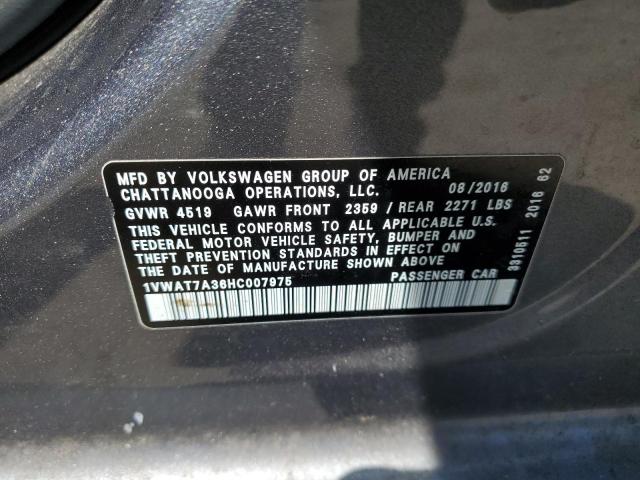 MFD BY VOLKSWAGEN GROUP OF AMERICA
CHATTANOOGA OPERATIONS, LLC. 08/2016
GVWR 4519 GAWR FRONT 2359 / REAR 2271 LBS
THIS VEHICLE CONFORMS TO ALL APPLICABLE U.S.
FEDERAL MOTOR VEHICLE SAFETY, BUMPER AND
THEFT PREVENTION STANDARDS IN EFFECT ON
THE DATE OF MANUFACTURE SHOWN ABOVE
1VWAT7A36HC007975 PASSENGER CAR
3310511 2016 62